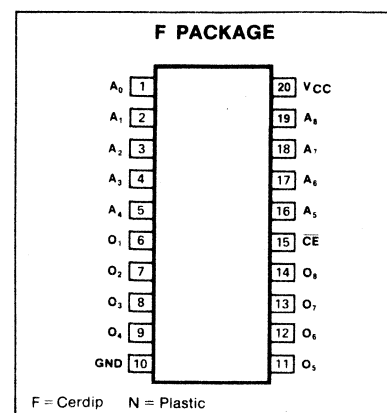 F PACKAGE
A₀ 1 20 VCC
A₁ 2 19 A₈
A₂ 3 18 A₇
A₃ 4 17 A₆
A₄ 5 16 A₅
O₁ 6 15 C̅E̅
O₂ 7 14 O₈
O₃ 8 13 O₇
O₄ 9 12 O₆
GND 10 11 O₅
F = Cerdip N = Plastic